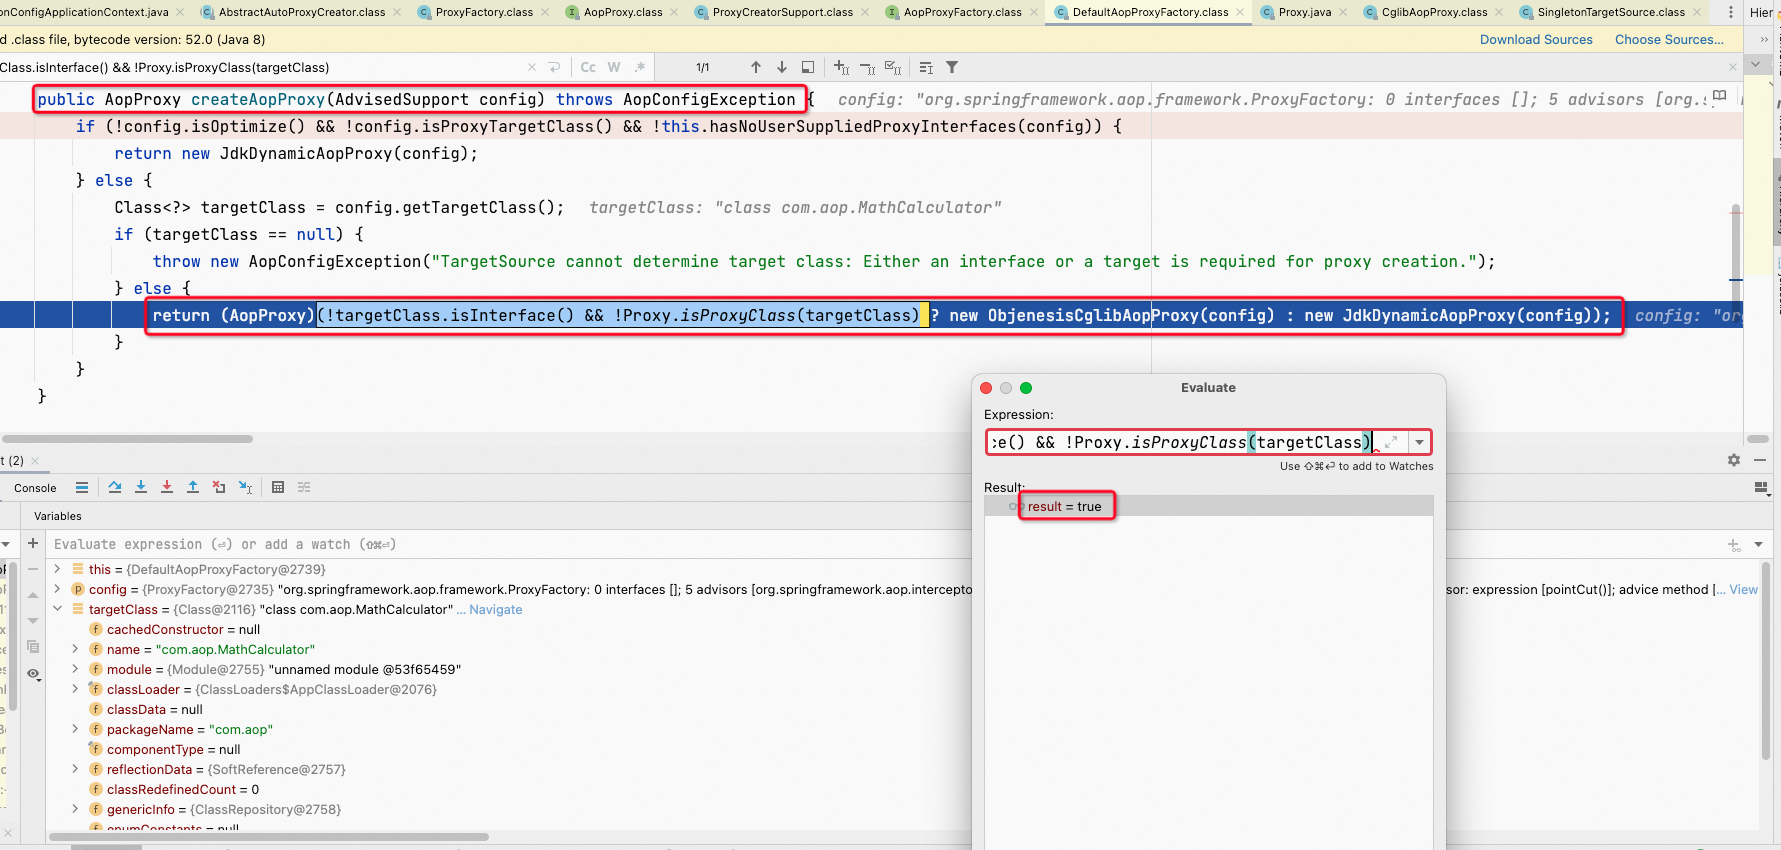 onConfigApplicationContext.java AbstractAutoProxyCreator.class ProxyFactory.class AopProxy.class ProxyCreatorSupport.class AopProxyFactory.class DefaultAopProxyFactory.class Proxy.java CglibAopProxy.class SingletonTargetSource.class Hier
d .class file, bytecode version: 52.0 (Java 8) Download Sources Choose Sources...
Class.isInterface() && !Proxy.isProxyClass(targetClass) Cc W .* 1/1
public AopProxy createAopProxy(AdvisedSupport config) throws AopConfigException { config: "org.springframework.aop.framework.ProxyFactory: 0 interfaces []; 5 advisors [org.s
if (!config.isOptimize() && !config.isProxyTargetClass() && !this.hasNoUserSuppliedProxyInterfaces(config)) {
return new JdkDynamicAopProxy(config);
} else {
Class<?> targetClass = config.getTargetClass(); targetClass: "class com.aop.MathCalculator"
if (targetClass == null) {
throw new AopConfigException("TargetSource cannot determine target class: Either an interface or a target is required for proxy creation.");
} else {
return (AopProxy)(!targetClass.isInterface() && !Proxy.isProxyClass(targetClass) ? new ObjenesisCglibAopProxy(config) : new JdkDynamicAopProxy(config)); config: "or
}
}
}
Evaluate
Expression:
:e() && !Proxy.isProxyClass(targetClass)
Use ⇧⌘⏎ to add to Watches
Result:
result = true
t (2)
Console
Variables
Evaluate expression (⏎) or add a watch (⇧⌘⏎)
this = {DefaultAopProxyFactory@2739}
config = {ProxyFactory@2735} "org.springframework.aop.framework.ProxyFactory: 0 interfaces []; 5 advisors [org.springframework.aop.intercepto sor: expression [pointCut()]; advice method [... View
targetClass = {Class@2116} "class com.aop.MathCalculator" ... Navigate
cachedConstructor = null
name = "com.aop.MathCalculator"
module = {Module@2755} "unnamed module @53f65459"
classLoader = {ClassLoaders$AppClassLoader@2076}
classData = null
packageName = "com.aop"
componentType = null
reflectionData = {SoftReference@2757}
classRedefinedCount = 0
genericInfo = {ClassRepository@2758}
enumConstants = null